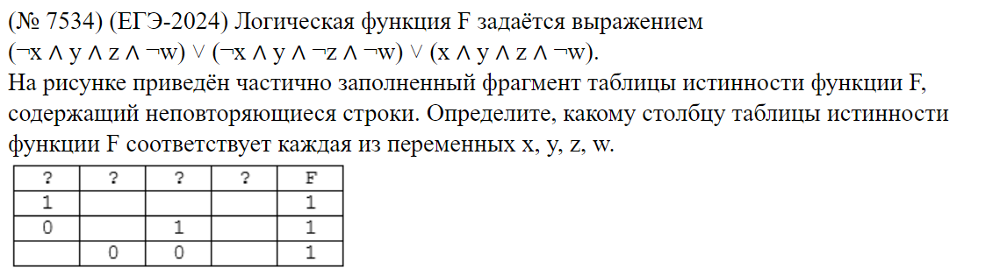 (№ 7534) (ЕГЭ-2024) Логическая функция F задаётся выражением
(¬x ∧ y ∧ z ∧ ¬w) ∨ (¬x ∧ y ∧ ¬z ∧ ¬w) ∨ (x ∧ y ∧ z ∧ ¬w).
На рисунке приведён частично заполненный фрагмент таблицы истинности функции F,
содержащий неповторяющиеся строки. Определите, какому столбцу таблицы истинности
функции F соответствует каждая из переменных x, y, z, w.
? ? ? ? F
1 1
0 1 1
0 0 1